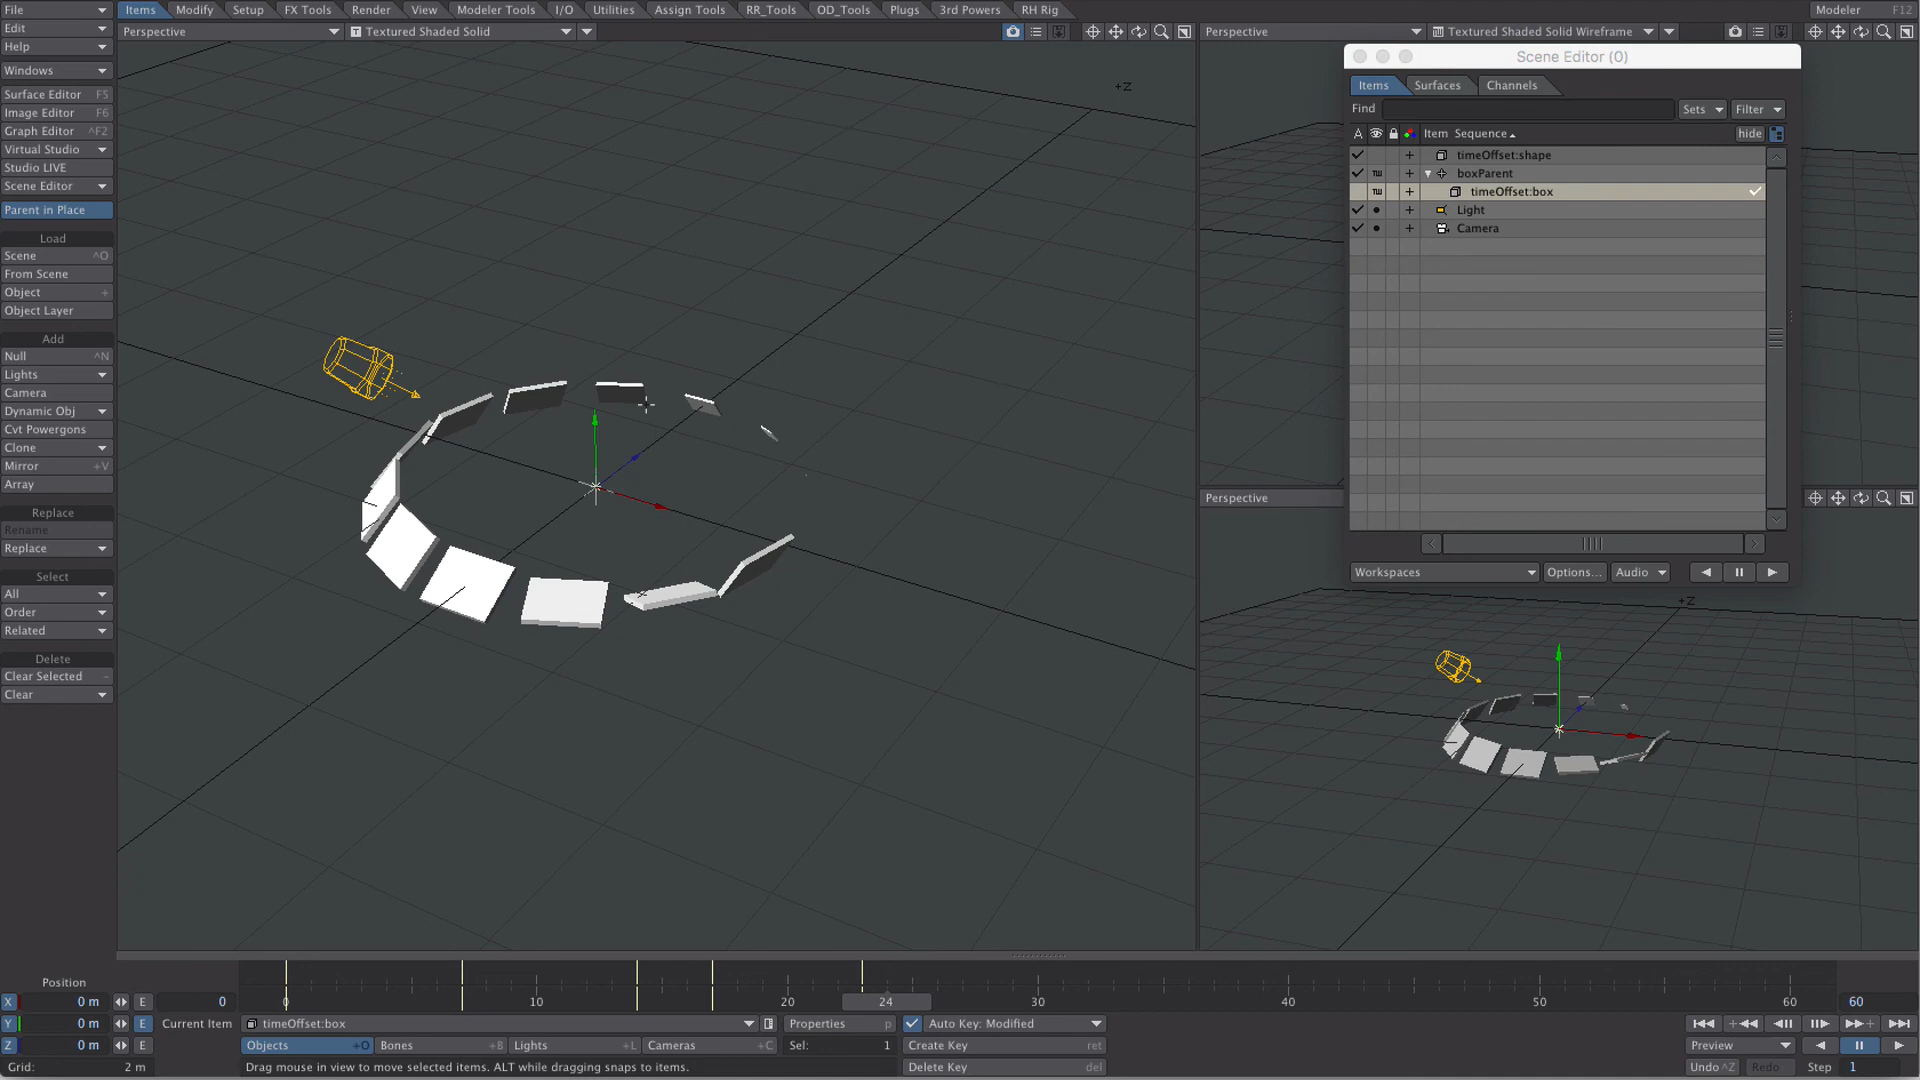 File Items Modify Setup FX Tools Render View Modeler Tools I/O Utilities Assign Tools RR_Tools OD_Tools Plugs 3rd Powers RH Rig Modeler F12
Edit
Help
Windows
Surface Editor F5
Image Editor F6
Graph Editor ^F2
Virtual Studio
Studio LIVE
Scene Editor
Parent in Place
Load
Scene ^O
From Scene
Object +
Object Layer
Add
Null ^N
Lights
Camera
Dynamic Obj
Cvt Powergons
Clone
Mirror +V
Array
Replace
Rename
Replace
Select
All
Order
Related
Delete
Clear Selected -
Clear
Perspective Textured Shaded Solid
+Z
Perspective Textured Shaded Solid Wireframe
Scene Editor (0)
Items Surfaces Channels
Find Sets Filter
A Item Sequence hide
timeOffset:shape
boxParent
timeOffset:box
Light
Camera
Workspaces Options... Audio
Perspective
+Z
Position
X 0 m E 0 0 10 20 24 30 40 50 60 60
Y 0 m E Current Item timeOffset:box Properties p Auto Key: Modified
Z 0 m E Objects +O Bones +B Lights +L Cameras +C Sel: 1 Create Key ret Preview
Grid: 2 m Drag mouse in view to move selected items. ALT while dragging snaps to items. Delete Key del Undo ^Z Redo Step 1